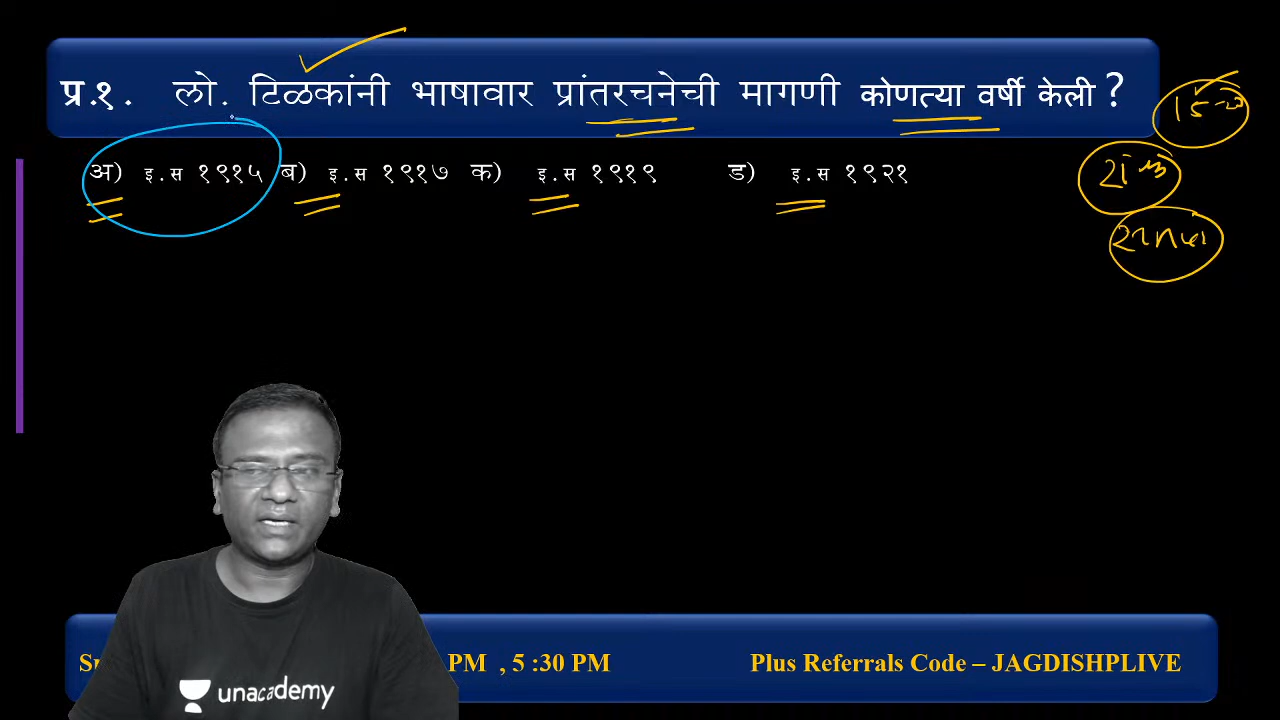 प्र.१. लो. टिळकांनी भाषावार प्रांतरचनेची मागणी कोणत्या वर्षी केली ?
अ) इ.स १९१५ ब) इ.स १९१७ क) इ.स १९१९ ड) इ.स १९२१
PM , 5 :30 PM
Plus Referrals Code – JAGDISHPLIVE
unacademy